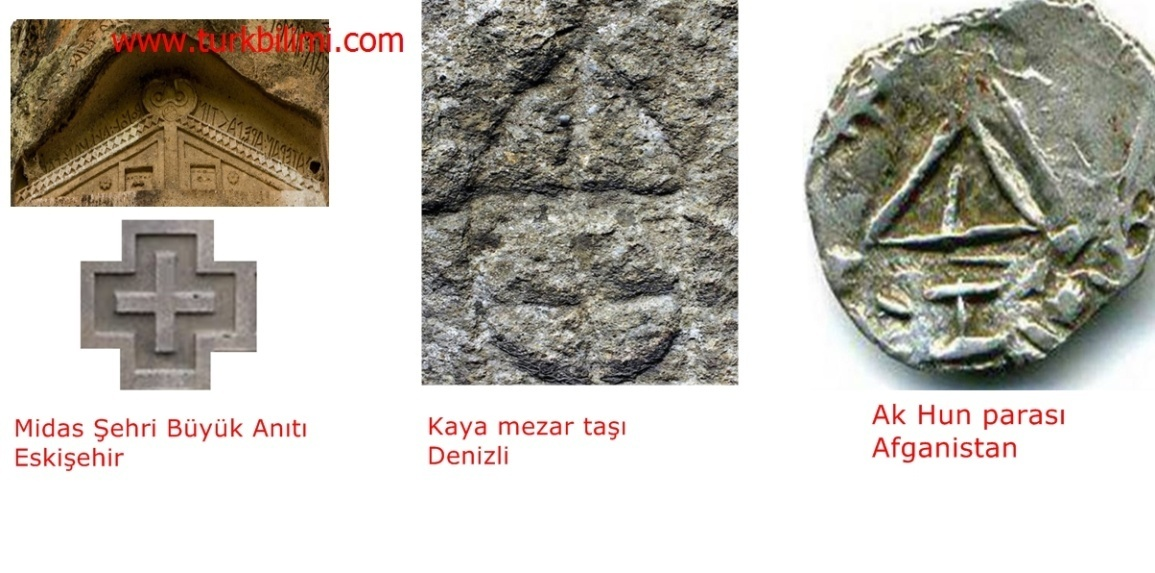 www.turkbilimi.com
Midas Şehri Büyük Anıtı
Eskişehir
Kaya mezar taşı
Denizli
Ak Hun parası
Afganistan